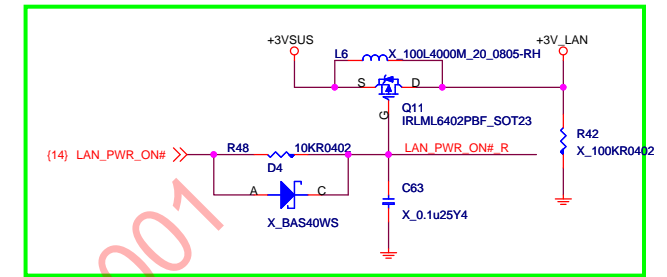 +3VSUS
+3V_LAN
L6
X_100L4000M_20_0805-RH
S
D
Q11
G
IRLML6402PBF_SOT23
R42
R48
10KR0402
LAN_PWR_ON#_R
X_100KR0402
{14} LAN_PWR_ON#
D4
A
C
C63
X_0.1u25Y4
X_BAS40WS
001